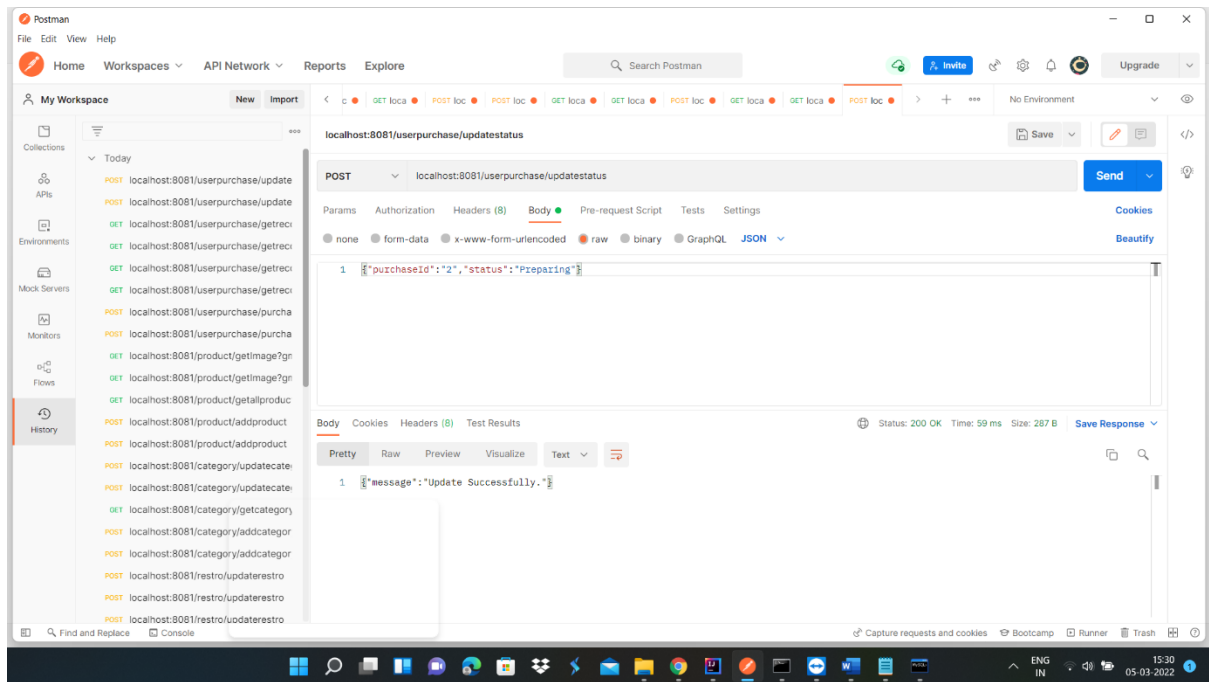 Postman
File Edit View Help
Home Workspaces API Network Reports Explore Search Postman Invite Upgrade
My Workspace New Import
c GET loca POST loc POST loc GET loca GET loca POST loc GET loca GET loca POST loc No Environment
Collections
APIs
Environments
Mock Servers
Monitors
Flows
History
Today
POST localhost:8081/userpurchase/update
POST localhost:8081/userpurchase/update
GET localhost:8081/userpurchase/getrec
GET localhost:8081/userpurchase/getrec
GET localhost:8081/userpurchase/getrec
GET localhost:8081/userpurchase/getrec
POST localhost:8081/userpurchase/purcha
POST localhost:8081/userpurchase/purcha
GET localhost:8081/product/getImage?gn
GET localhost:8081/product/getImage?gn
GET localhost:8081/product/getallproduc
POST localhost:8081/product/addproduct
POST localhost:8081/product/addproduct
POST localhost:8081/category/updatecate
POST localhost:8081/category/updatecate
GET localhost:8081/category/getcategory
POST localhost:8081/category/addcategor
POST localhost:8081/category/addcategor
POST localhost:8081/restro/updaterestro
POST localhost:8081/restro/updaterestro
POST localhost:8081/restro/updaterestro
localhost:8081/userpurchase/updatestatus Save
POST localhost:8081/userpurchase/updatestatus Send
Params Authorization Headers (8) Body Pre-request Script Tests Settings Cookies
none form-data x-www-form-urlencoded raw binary GraphQL JSON Beautify
1 {"purchaseId":"2","status":"Preparing"}
Body Cookies Headers (8) Test Results Status: 200 OK Time: 59 ms Size: 287 B Save Response
Pretty Raw Preview Visualize Text
1 {"message":"Update Successfully."}
Find and Replace Console Capture requests and cookies Bootcamp Runner Trash
ENG
IN
15:30
05-03-2022
1